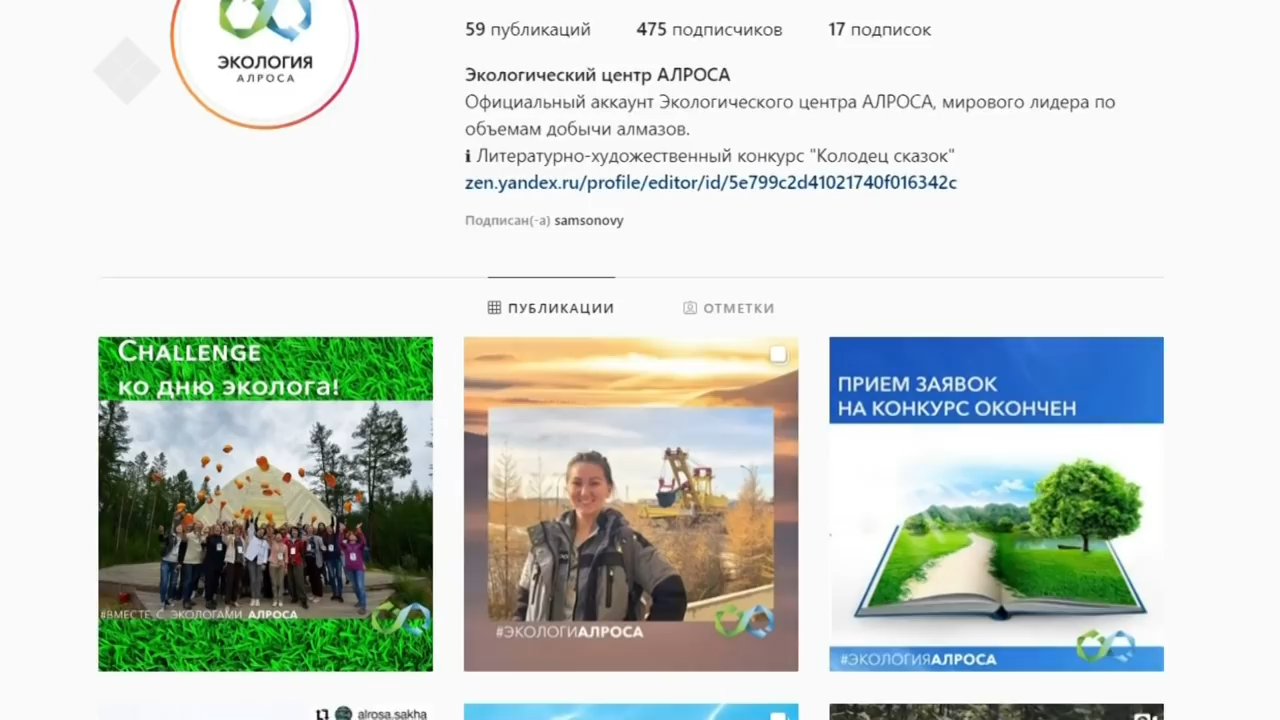 59 публикаций 475 подписчиков 17 подписок
ЭКОЛОГИЯ
АЛРОСА
Экологический центр АЛРОСА
Официальный аккаунт Экологического центра АЛРОСА, мирового лидера по
объемам добычи алмазов.
ℹ Литературно-художественный конкурс "Колодец сказок"
zen.yandex.ru/profile/editor/id/5e799c2d41021740f016342c
Подписан(-а) samsonovy
ПУБЛИКАЦИИ ОТМЕТКИ
CHALLENGE
КО ДНЮ ЭКОЛОГА!
#ВМЕСТЕ С ЭКОЛОГАМИ АЛРОСА
#ЭКОЛОГИАЛРОСА
ПРИЕМ ЗАЯВОК
НА КОНКУРС ОКОНЧЕН
#ЭКОЛОГИЯАЛРОСА
alrosa.sakha